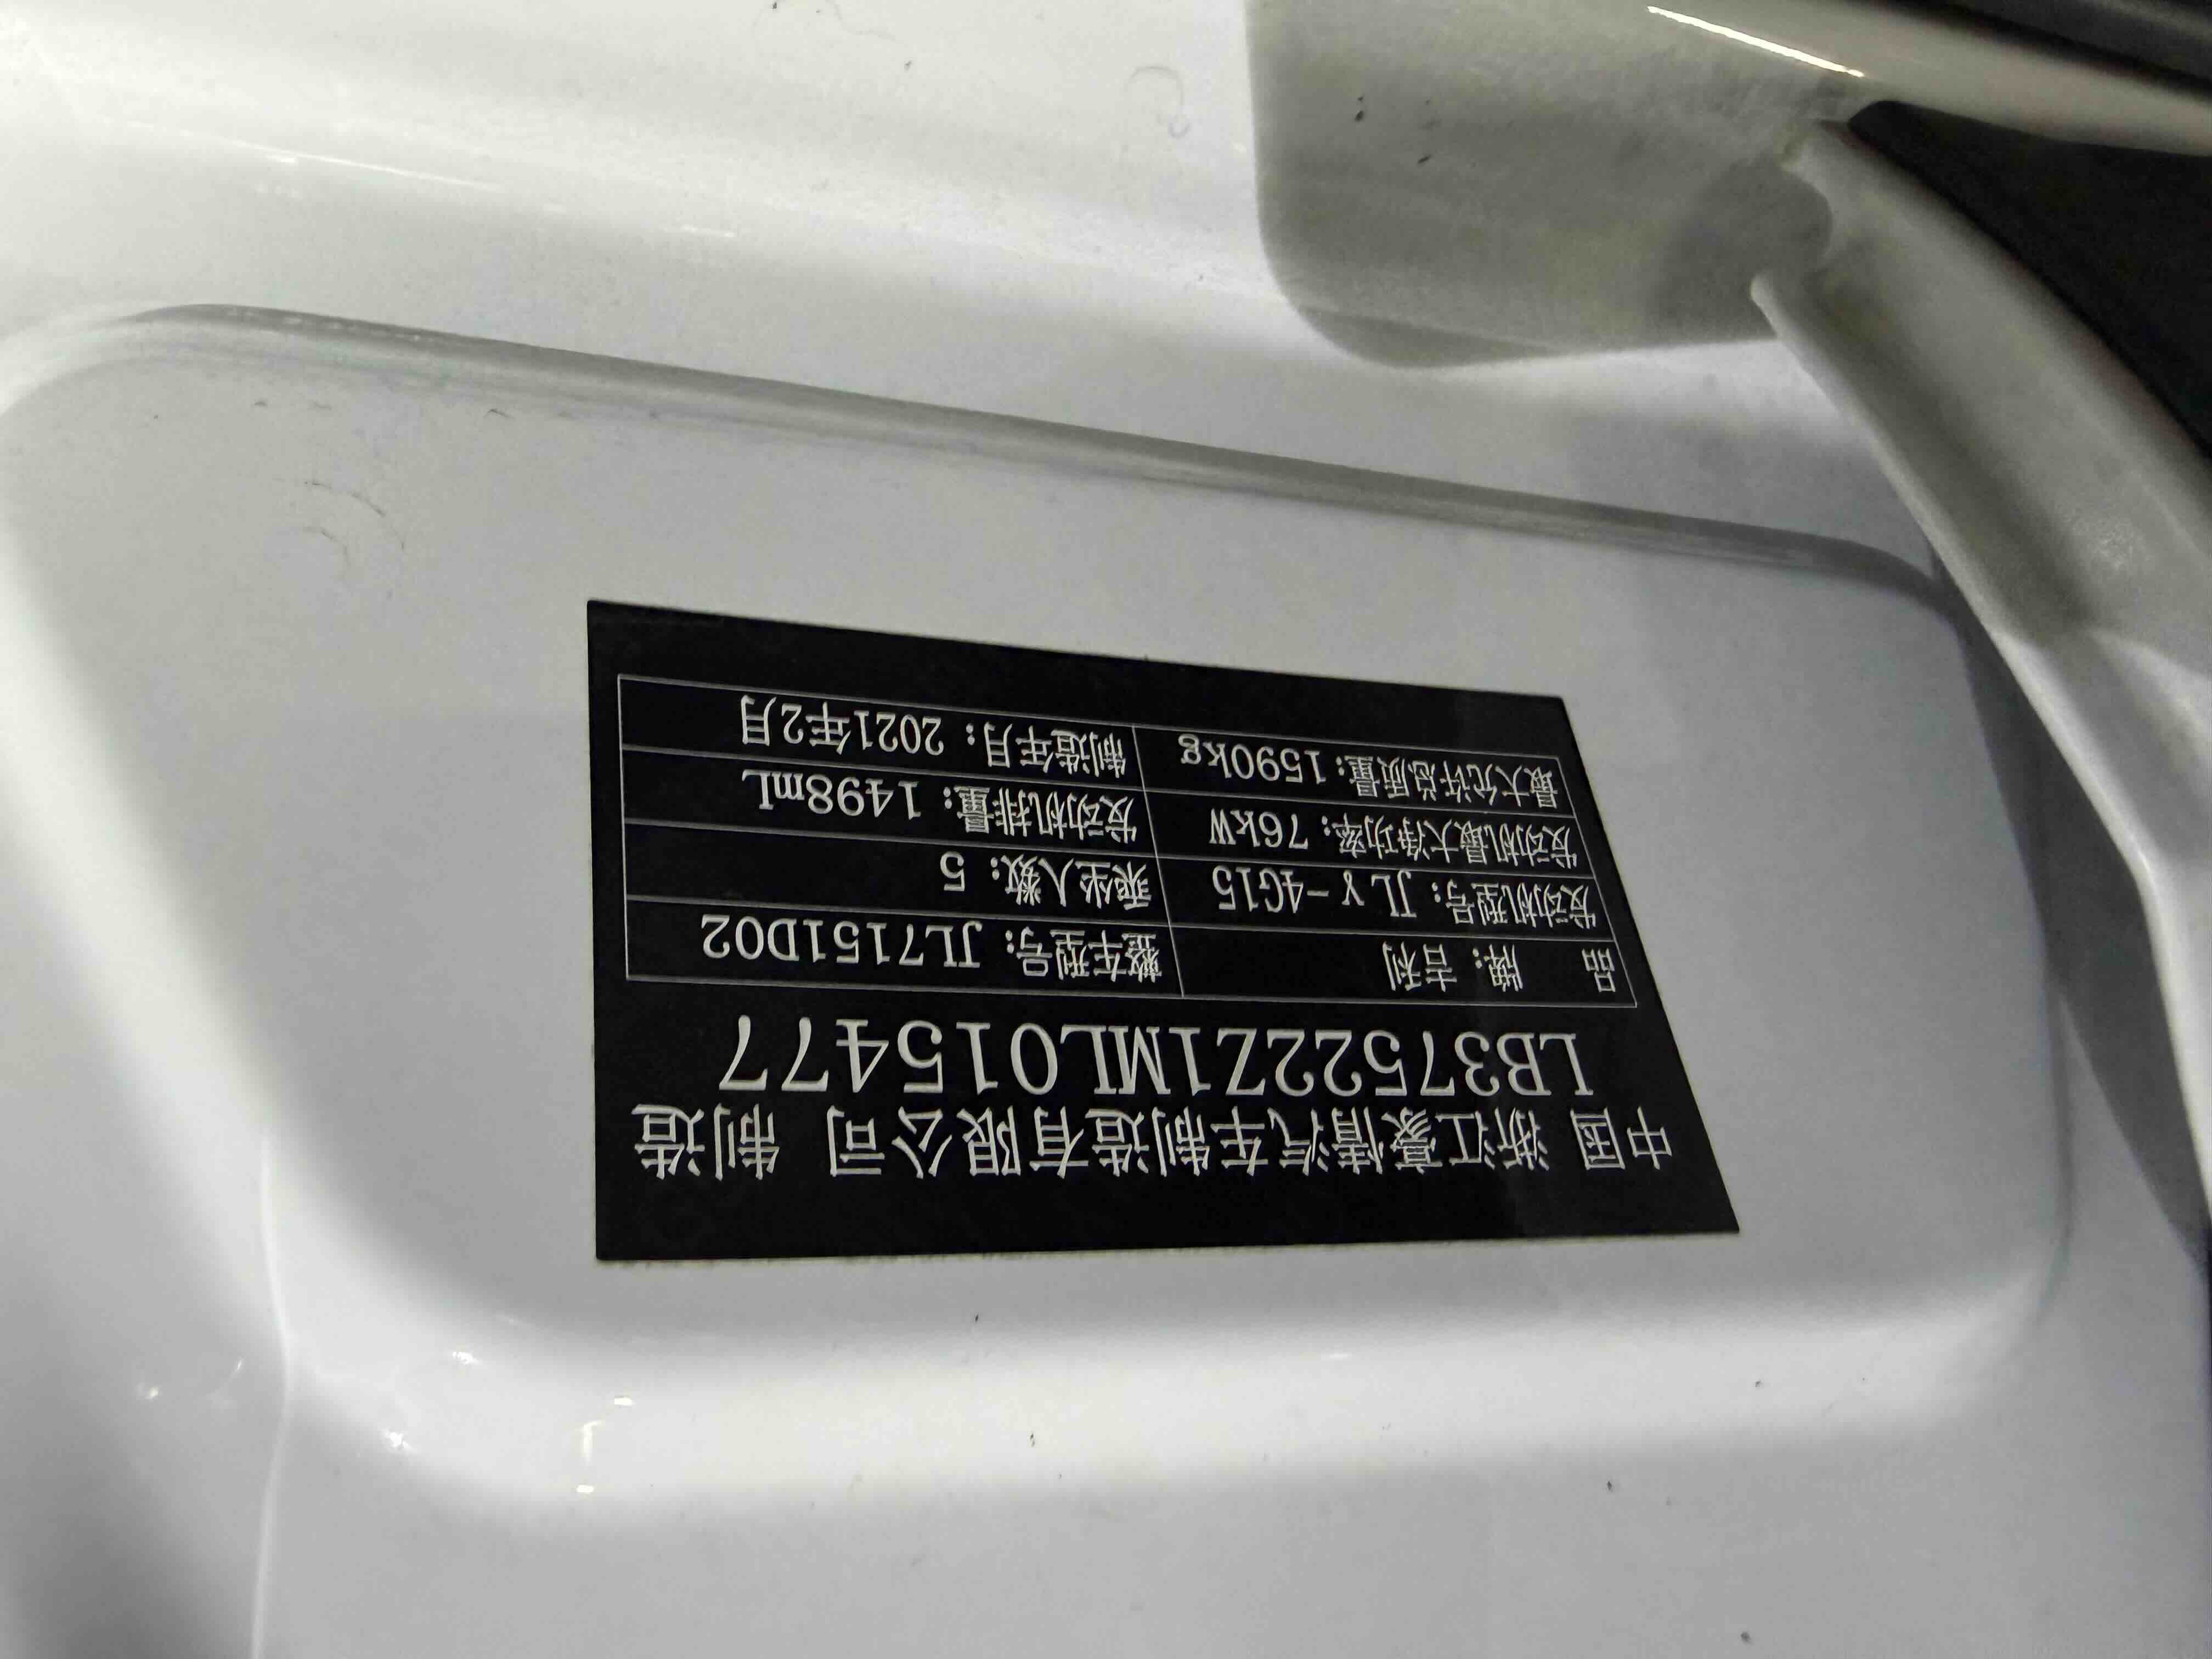 中国 浙江豪情汽车制造有限公司 制造
LB37522Z1ML015477
品 牌：吉利 整车型号：JL7151D02
发动机型号：JLγ-4G15 乘坐人数：5
发动机最大净功率：76kW 发动机排量：1498mL
最大允许总质量：1590kg 制造年月：2021年2月